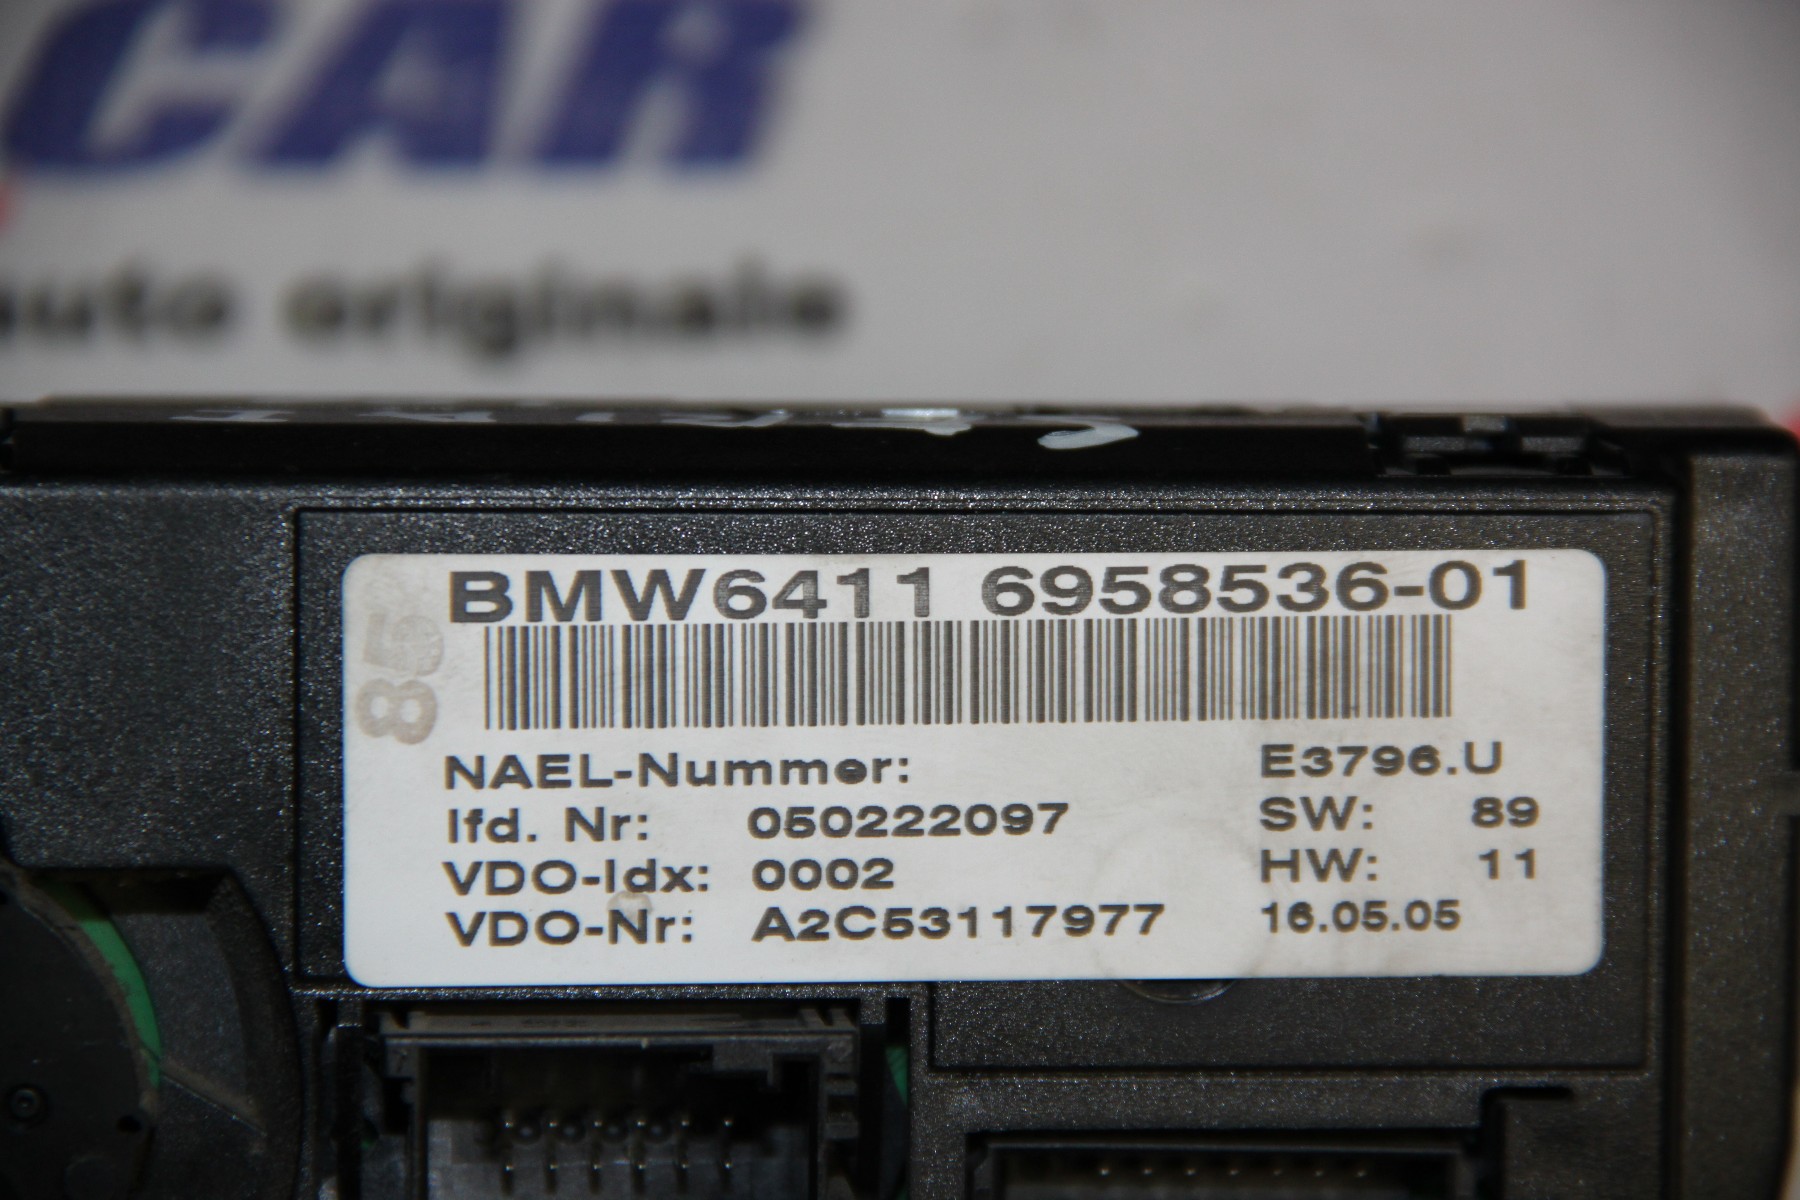 CAR
auto originale
BMW6411 6958536-01
85
NAEL-Nummer: E3796.U
lfd. Nr: 050222097 SW: 89
VDO-Idx: 0002 HW: 11
VDO-Nr: A2C53117977 16.05.05